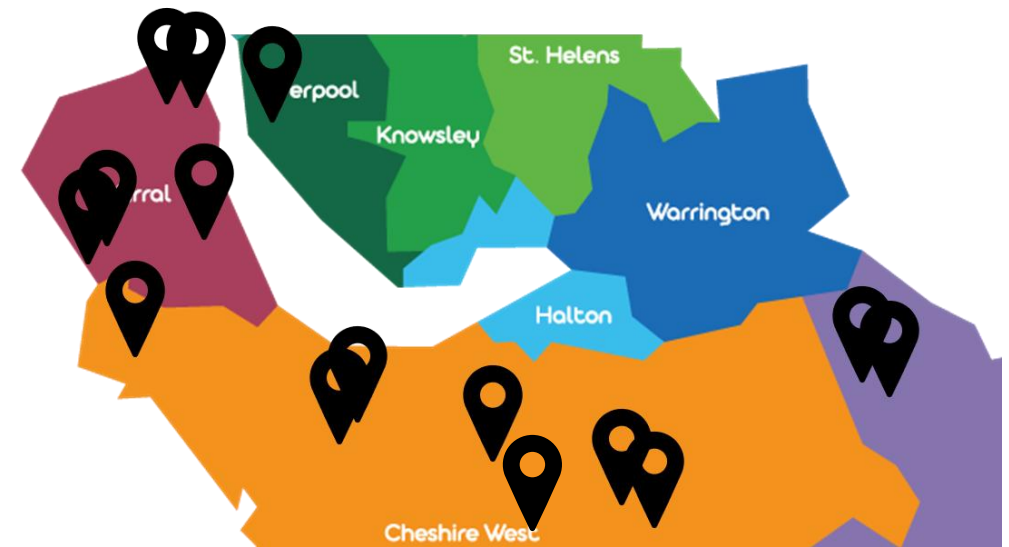 St. Helens
erpool
Knowsley
rral
Warrington
Halton
Cheshire West